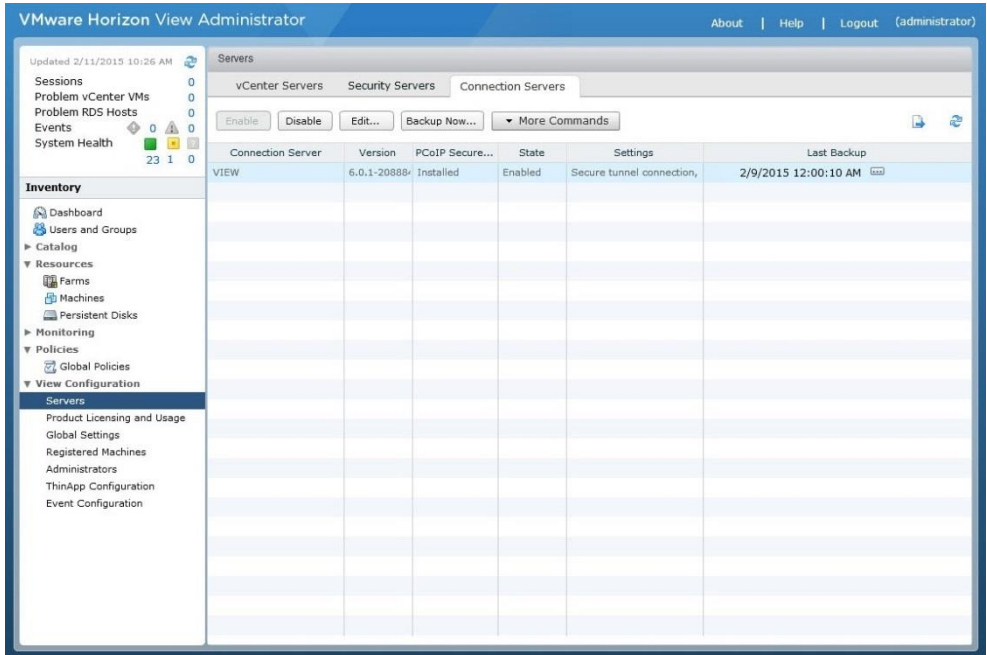 VMware Horizon View Administrator
About | Help | Logout (administrator)
Updated 2/11/2015 10:26 AM
Sessions 0
Problem vCenter VMs 0
Problem RDS Hosts 0
Events 0 0
System Health
23 1 0
Inventory
Dashboard
Users and Groups
Catalog
Resources
Farms
Machines
Persistent Disks
Monitoring
Policies
Global Policies
View Configuration
Servers
Product Licensing and Usage
Global Settings
Registered Machines
Administrators
ThinApp Configuration
Event Configuration
Servers
vCenter Servers Security Servers Connection Servers
Enable Disable Edit... Backup Now... More Commands
Connection Server Version PCoIP Secure... State Settings Last Backup
VIEW 6.0.1-20888 Installed Enabled Secure tunnel connection, 2/9/2015 12:00:10 AM ...